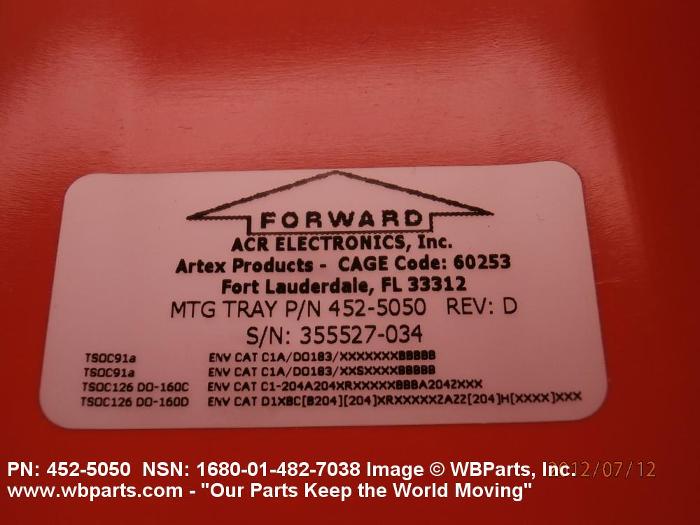 FORWARD
ACR ELECTRONICS, Inc.
Artex Products - CAGE Code: 60253
Fort Lauderdale, FL 33312
MTG TRAY P/N 452-5050 REV: D
S/N: 355527-034
TSOC91a ENV CAT C1A/DO183/XXXXXXXBBBBB
TSOC91a ENV CAT C1A/DO183/XXSXXXXBBBBB
TSOC126 DO-160C ENV CAT C1-204A204XRXXXXXBBBA204ZXXX
TSOC126 DO-160D ENV CAT D1XBC[B204][204]XRXXXXXZAZZ[204]H[XXXX]XXX
PN: 452-5050 NSN: 1680-01-482-7038 Image © WBParts, Inc.
2012/07/12
www.wbparts.com - "Our Parts Keep the World Moving"